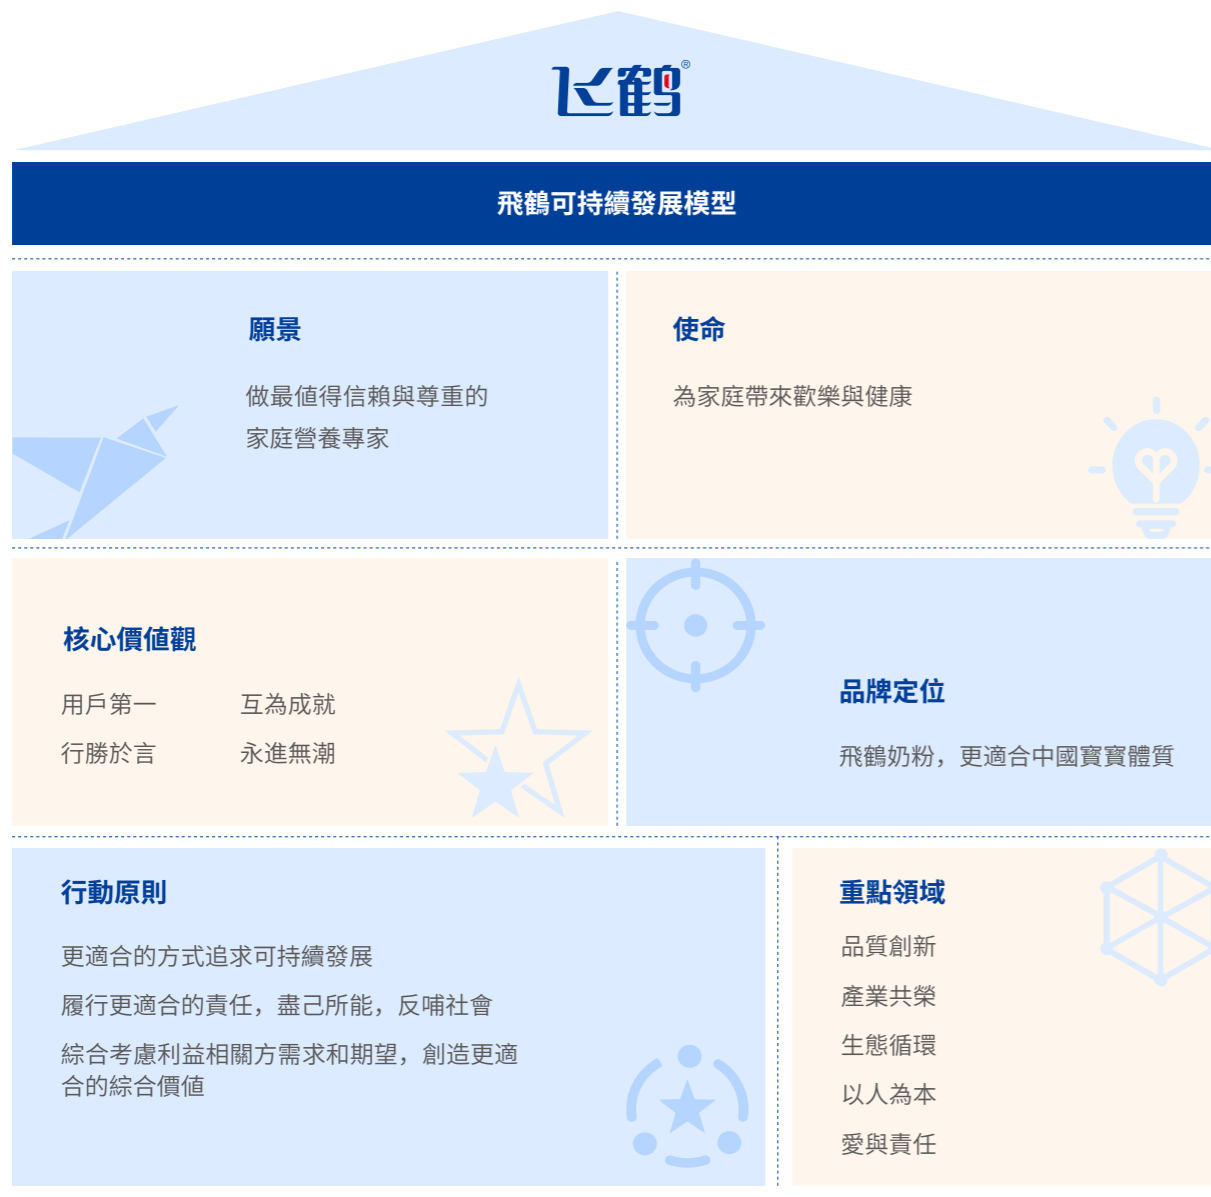 飞鹤®
飛鶴可持續發展模型
願景
做最值得信賴與尊重的
家庭營養專家
使命
為家庭帶來歡樂與健康
核心價值觀
用戶第一 互為成就
行勝於言 永進無潮
品牌定位
飛鶴奶粉，更適合中國寶寶體質
行動原則
更適合的方式追求可持續發展
履行更適合的責任，盡己所能，反哺社會
綜合考慮利益相關方需求和期望，創造更適
合的綜合價值
重點領域
品質創新
產業共榮
生態循環
以人為本
愛與責任